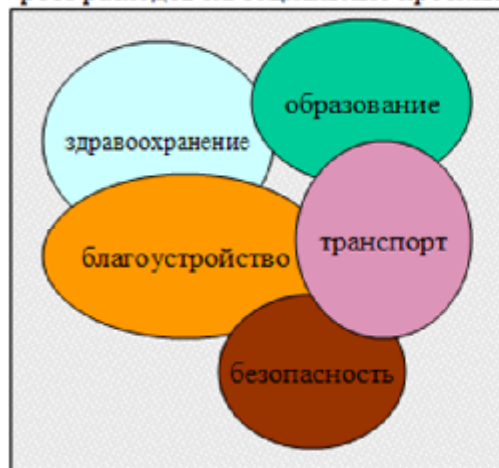 образование
здравоохранение
транспорт
благоустройство
безопасность